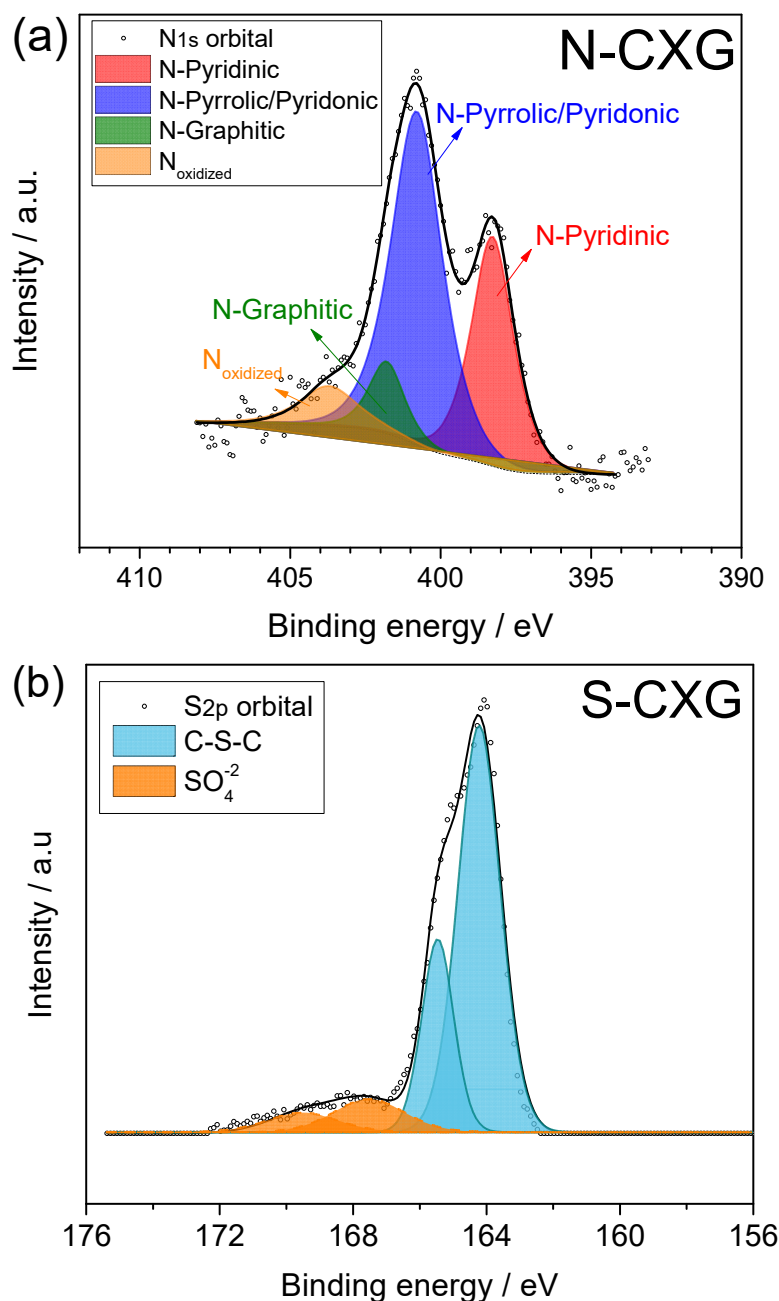 (a)
N1s orbital
N-Pyridinic
N-Pyrrolic/Pyridonic
N-Graphitic
Noxidized
N-CXG
N-Pyrrolic/Pyridonic
N-Pyridinic
N-Graphitic
Noxidized
Intensity / a.u.
410 405 400 395 390
Binding energy / eV
(b)
S2p orbital
C-S-C
SO4-2
S-CXG
Intensity / a.u
176 172 168 164 160 156
Binding energy / eV